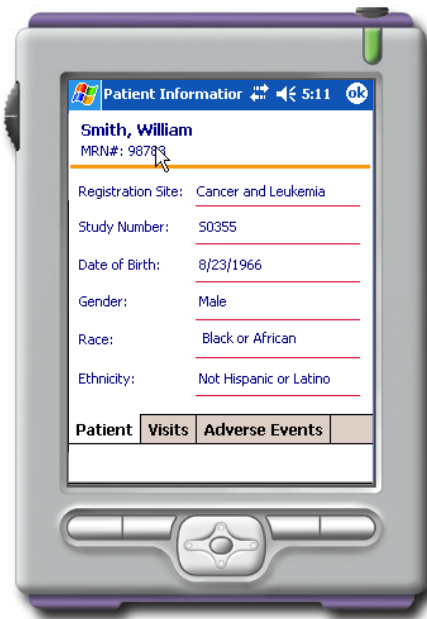 Patient Informatior 5:11 ok
Smith, William
MRN#: 98783
Registration Site: Cancer and Leukemia
Study Number: S0355
Date of Birth: 8/23/1966
Gender: Male
Race: Black or African
Ethnicity: Not Hispanic or Latino
Patient Visits Adverse Events